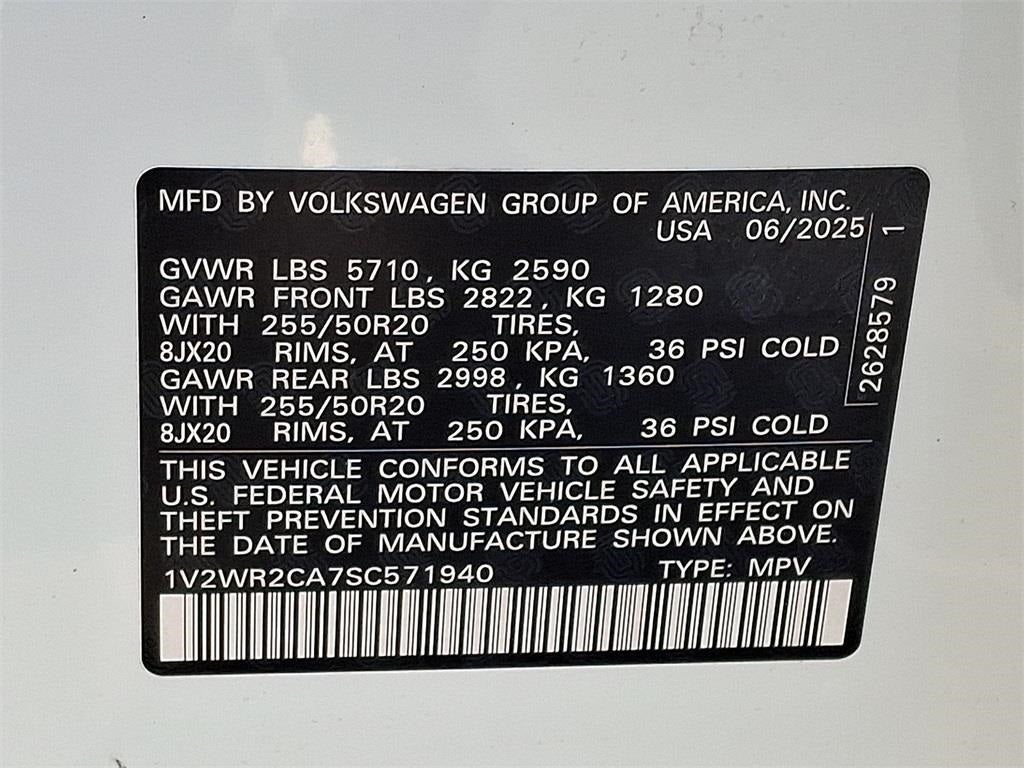 MFD BY VOLKSWAGEN GROUP OF AMERICA, INC.
USA 06/2025
GVWR LBS 5710, KG 2590
GAWR FRONT LBS 2822, KG 1280
WITH 255/50R20 TIRES,
8JX20 RIMS, AT 250 KPA, 36 PSI COLD
GAWR REAR LBS 2998, KG 1360
WITH 255/50R20 TIRES,
8JX20 RIMS, AT 250 KPA, 36 PSI COLD
2628579 1
THIS VEHICLE CONFORMS TO ALL APPLICABLE
U.S. FEDERAL MOTOR VEHICLE SAFETY AND
THEFT PREVENTION STANDARDS IN EFFECT ON
THE DATE OF MANUFACTURE SHOWN ABOVE.
1V2WR2CA7SC571940 TYPE: MPV